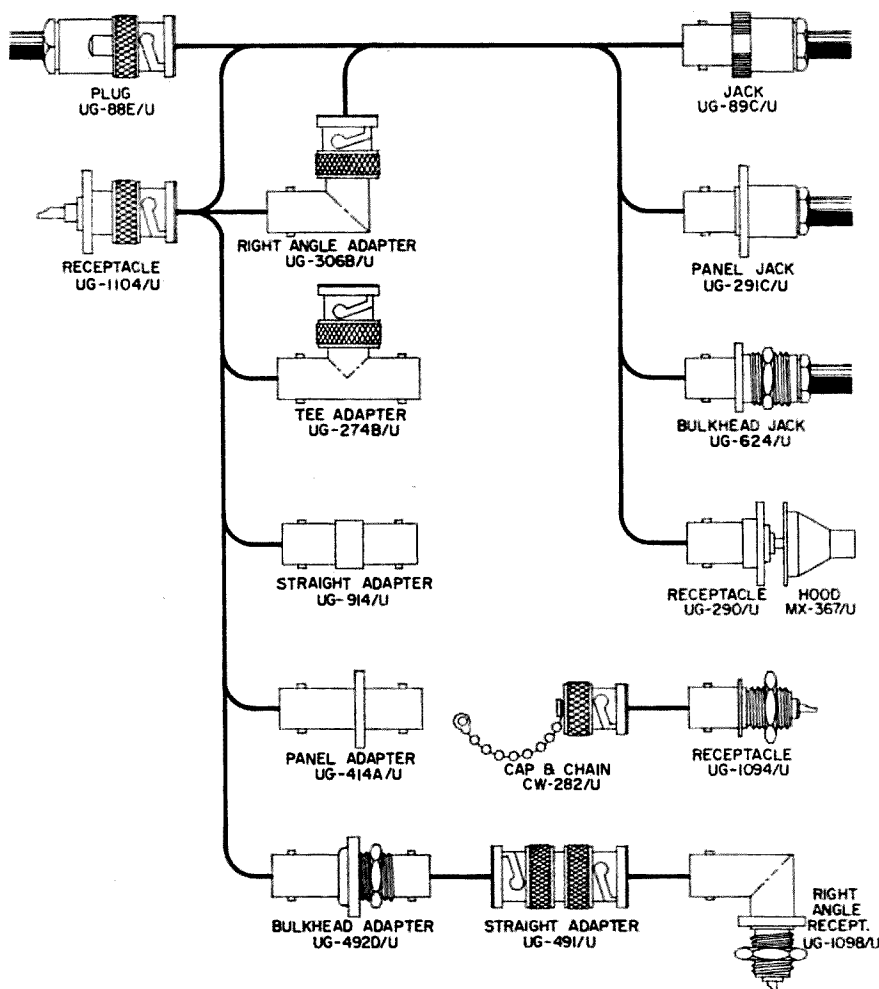 PLUG
UG-88E/U
JACK
UG-89C/U
RECEPTACLE
UG-1104/U
RIGHT ANGLE ADAPTER
UG-306B/U
PANEL JACK
UG-291C/U
TEE ADAPTER
UG-274B/U
BULKHEAD JACK
UG-624/U
STRAIGHT ADAPTER
UG-914/U
RECEPTACLE
UG-290/U
HOOD
MX-367/U
PANEL ADAPTER
UG-414A/U
CAP & CHAIN
CW-282/U
RECEPTACLE
UG-1094/U
BULKHEAD ADAPTER
UG-492D/U
STRAIGHT ADAPTER
UG-491/U
RIGHT
ANGLE
RECEPT.
UG-1098/U